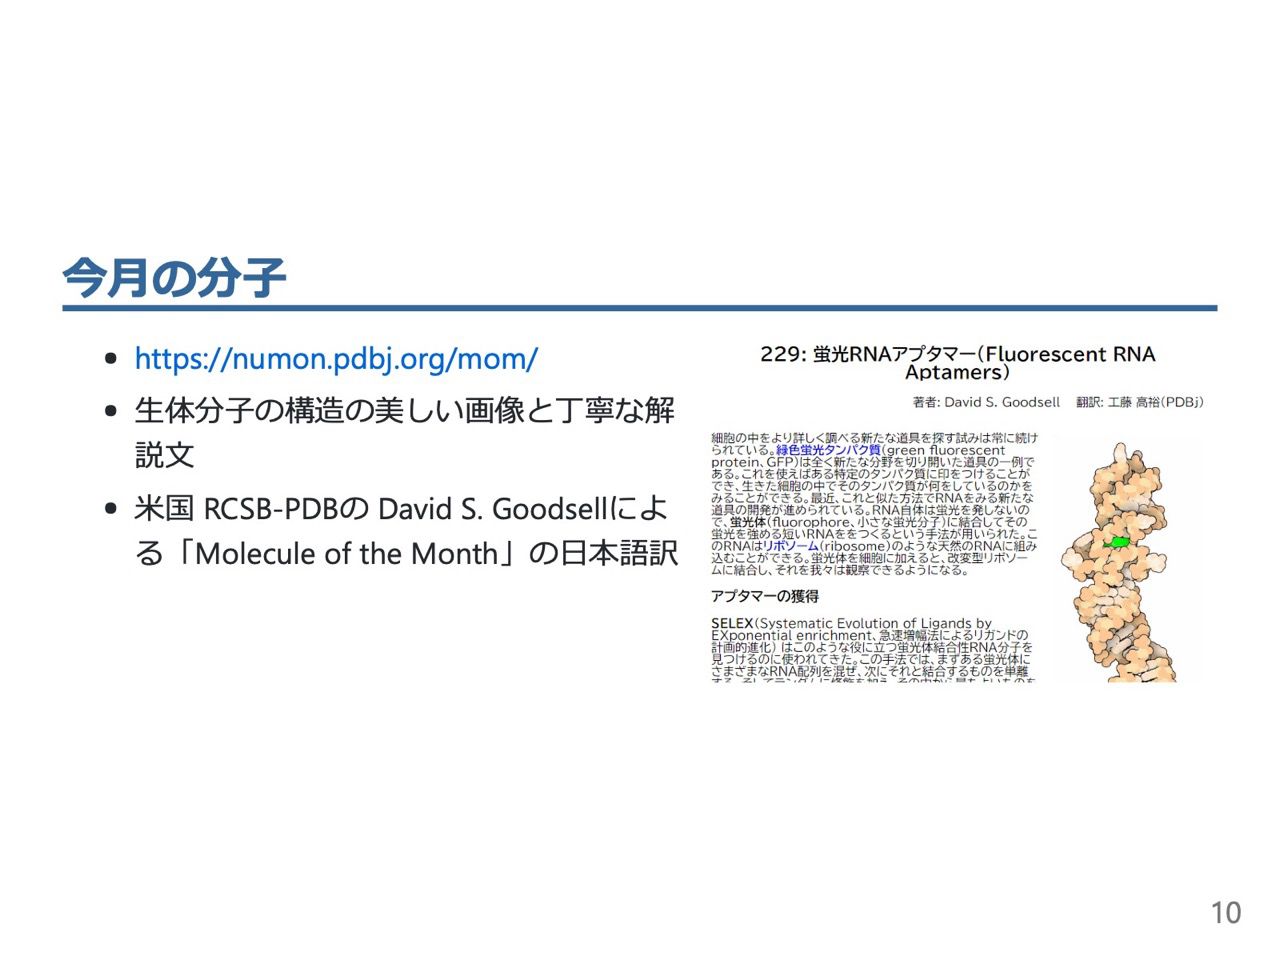 今月の分子
https://numon.pdbj.org/mom/
生体分子の構造の美しい画像と丁寧な解
説文
米国 RCSB-PDBの David S. Goodsellによ
る「Molecule of the Month」の日本語訳
229: 蛍光RNAアプタマー(Fluorescent RNA
Aptamers)
著者: David S. Goodsell 翻訳: 工藤 高裕(PDBj)
細胞の中をより詳しく調べる新たな道具を探す試みは常に続け
られている。緑色蛍光タンパク質(green fluorescent
protein、GFP)は全く新たな分野を切り開いた道具の一例で
ある。これを使えばある特定のタンパク質に印をつけることが
でき、生きた細胞の中でそのタンパク質が何をしているのかを
みることができる。最近、これと似た方法でRNAをみる新たな
道具の開発が進められている。RNA自体は蛍光を発しないの
で、蛍光体(fluorophore、小さな蛍光分子)に結合してその
蛍光を強める短いRNAををつくるという手法が用いられた。こ
のRNAはリボソーム(ribosome)のような天然のRNAに組み
込むことができる。蛍光体を細胞に加えると、改変型リボソー
ムに結合し、それを我々は観察できるようになる。
アプタマーの獲得
SELEX(Systematic Evolution of Ligands by
EXponential enrichment、急速増幅法によるリガンドの
計画的進化) はこのような役に立つ蛍光体結合性RNA分子を
見つけるのに使われてきた。この手法では、まずある蛍光体に
さまざまなRNA配列を混ぜ、次にそれと結合するものを単離
10